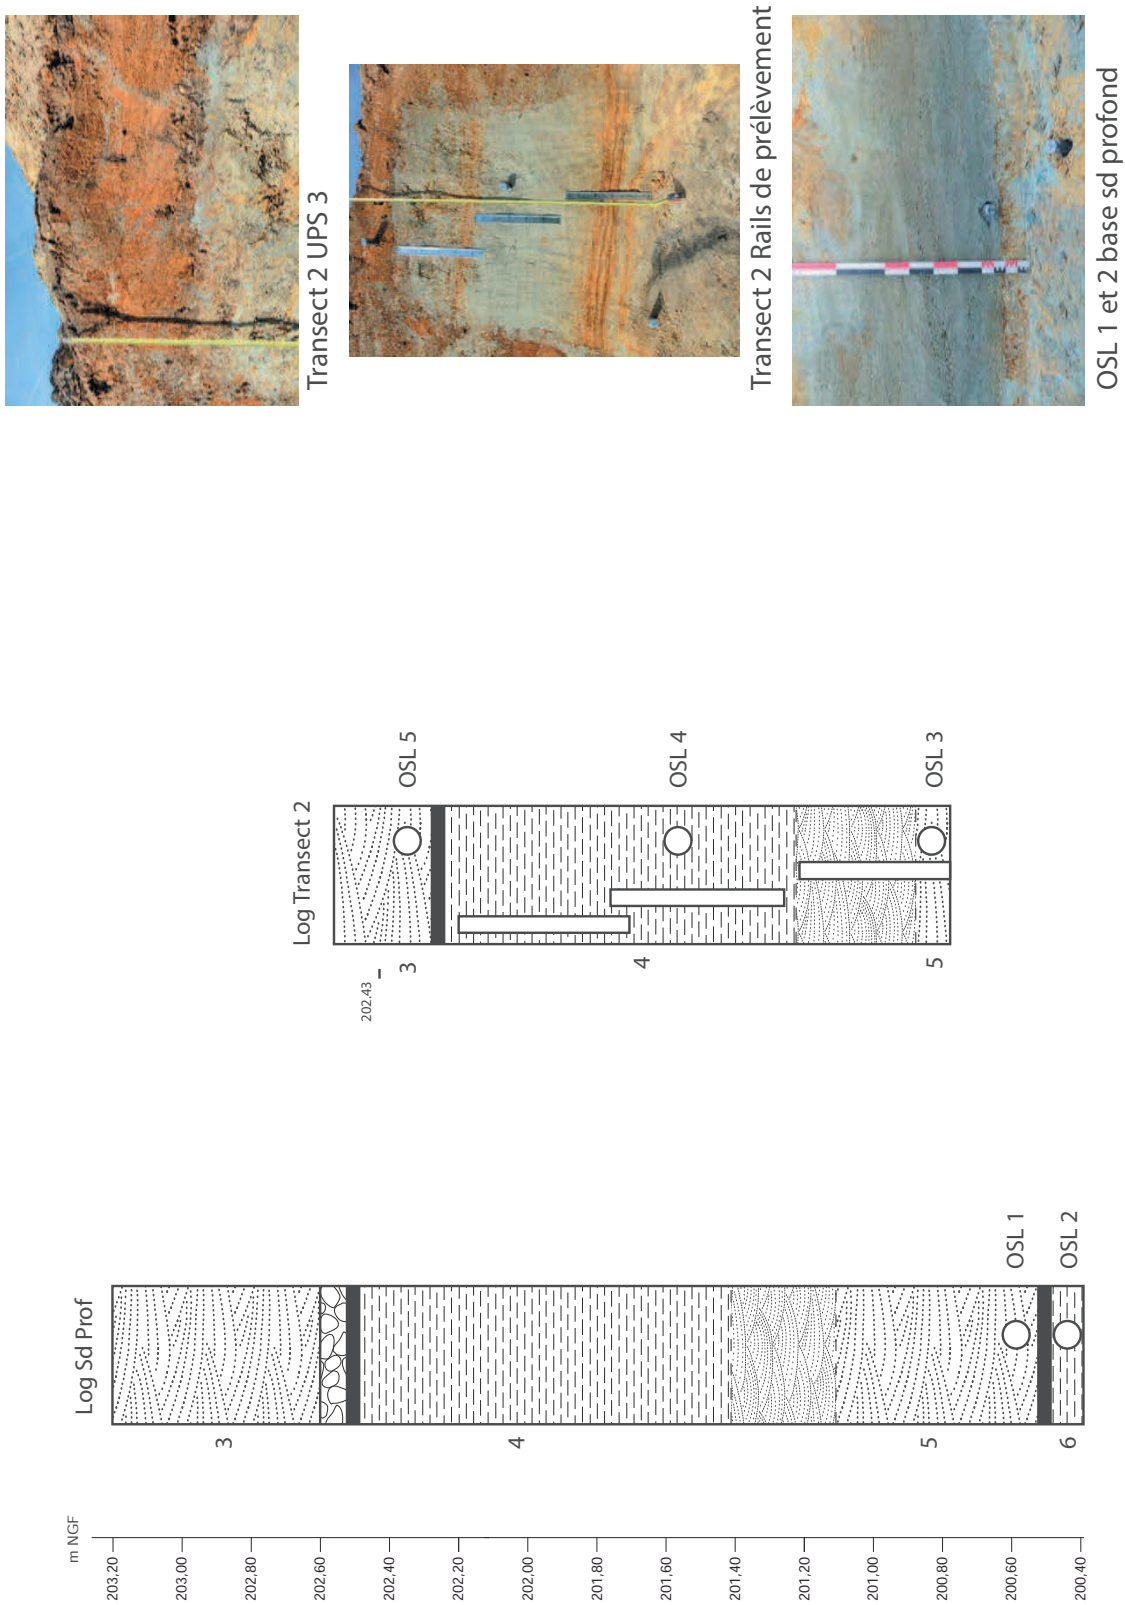 m NGF
203,20
203,00
202,80
202,60
202,40
202,20
202,00
201,80
201,60
201,40
201,20
201,00
200,80
200,60
200,40
Log Sd Prof
3
4
5
6
OSL 1
OSL 2
Log Transect 2
202.43
3
4
5
OSL 5
OSL 4
OSL 3
Transect 2 UPS 3
Transect 2 Rails de prélèvement
OSL 1 et 2 base sd profond